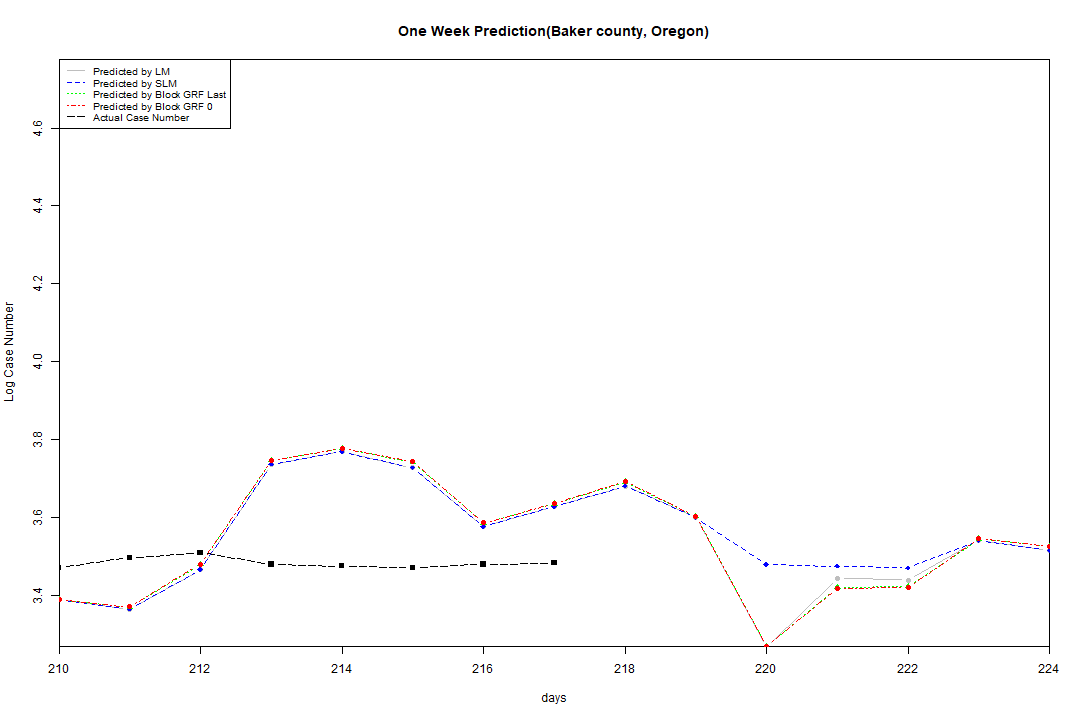 One Week Prediction(Baker county, Oregon)
Predicted by LM
Predicted by SLM
Predicted by Block GRF Last
Predicted by Block GRF 0
Actual Case Number
4.6
4.4
4.2
4.0
3.8
3.6
3.4
Log Case Number
210 212 214 216 218 220 222 224
days